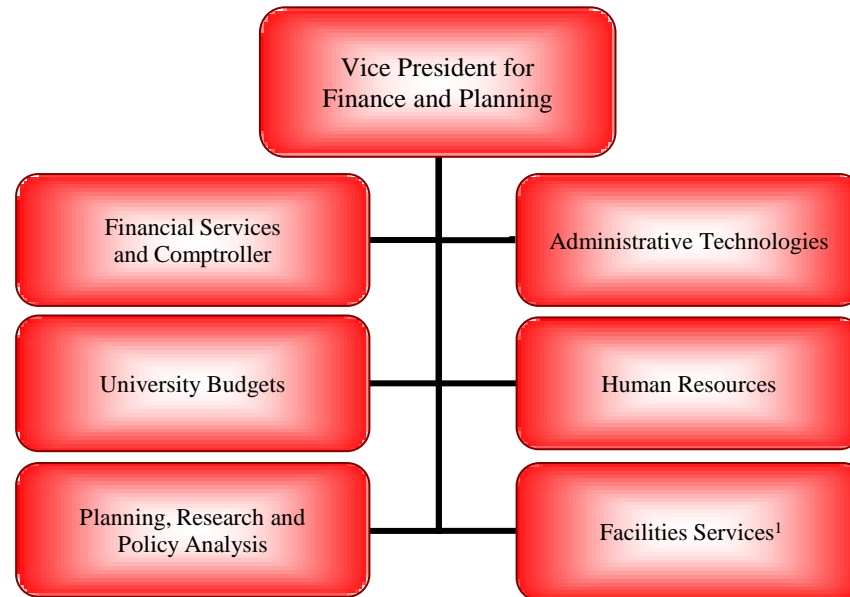 Vice President for
Finance and Planning
Financial Services
and Comptroller
Administrative Technologies
University Budgets
Human Resources
Planning, Research and
Policy Analysis
Facilities Services¹